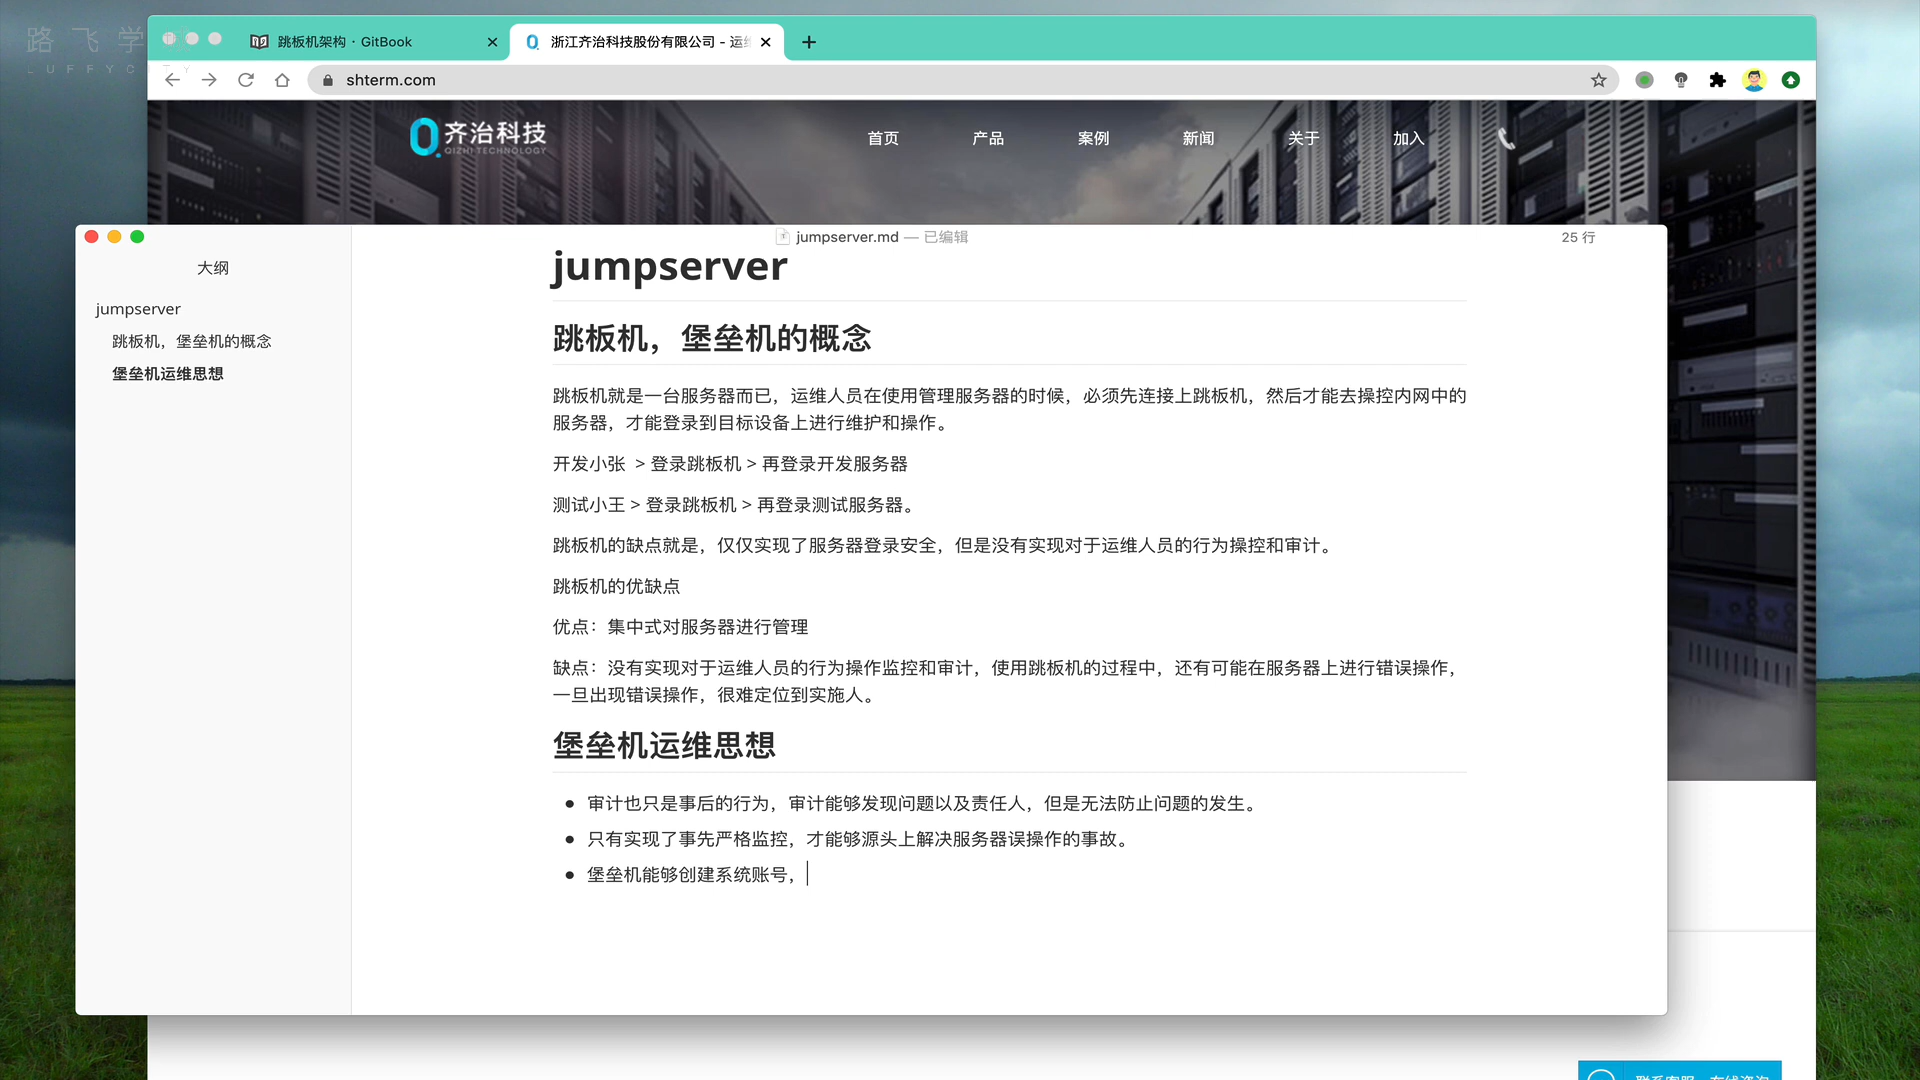 路飞学
LUFFYC
跳板机架构 · GitBook
浙江齐治科技股份有限公司 - 运维
shterm.com
齐治科技
QIZHI TECHNOLOGY
首页
产品
案例
新闻
关于
加入
jumpserver.md — 已编辑
25 行
大纲
jumpserver
跳板机，堡垒机的概念
堡垒机运维思想
jumpserver
跳板机，堡垒机的概念
跳板机就是一台服务器而已，运维人员在使用管理服务器的时候，必须先连接上跳板机，然后才能去操控内网中的
服务器，才能登录到目标设备上进行维护和操作。
开发小张 > 登录跳板机 > 再登录开发服务器
测试小王 > 登录跳板机 > 再登录测试服务器。
跳板机的缺点就是，仅仅实现了服务器登录安全，但是没有实现对于运维人员的行为操控和审计。
跳板机的优缺点
优点：集中式对服务器进行管理
缺点：没有实现对于运维人员的行为操作监控和审计，使用跳板机的过程中，还有可能在服务器上进行错误操作，
一旦出现错误操作，很难定位到实施人。
堡垒机运维思想
审计也只是事后的行为，审计能够发现问题以及责任人，但是无法防止问题的发生。
只有实现了事先严格监控，才能够源头上解决服务器误操作的事故。
堡垒机能够创建系统账号，